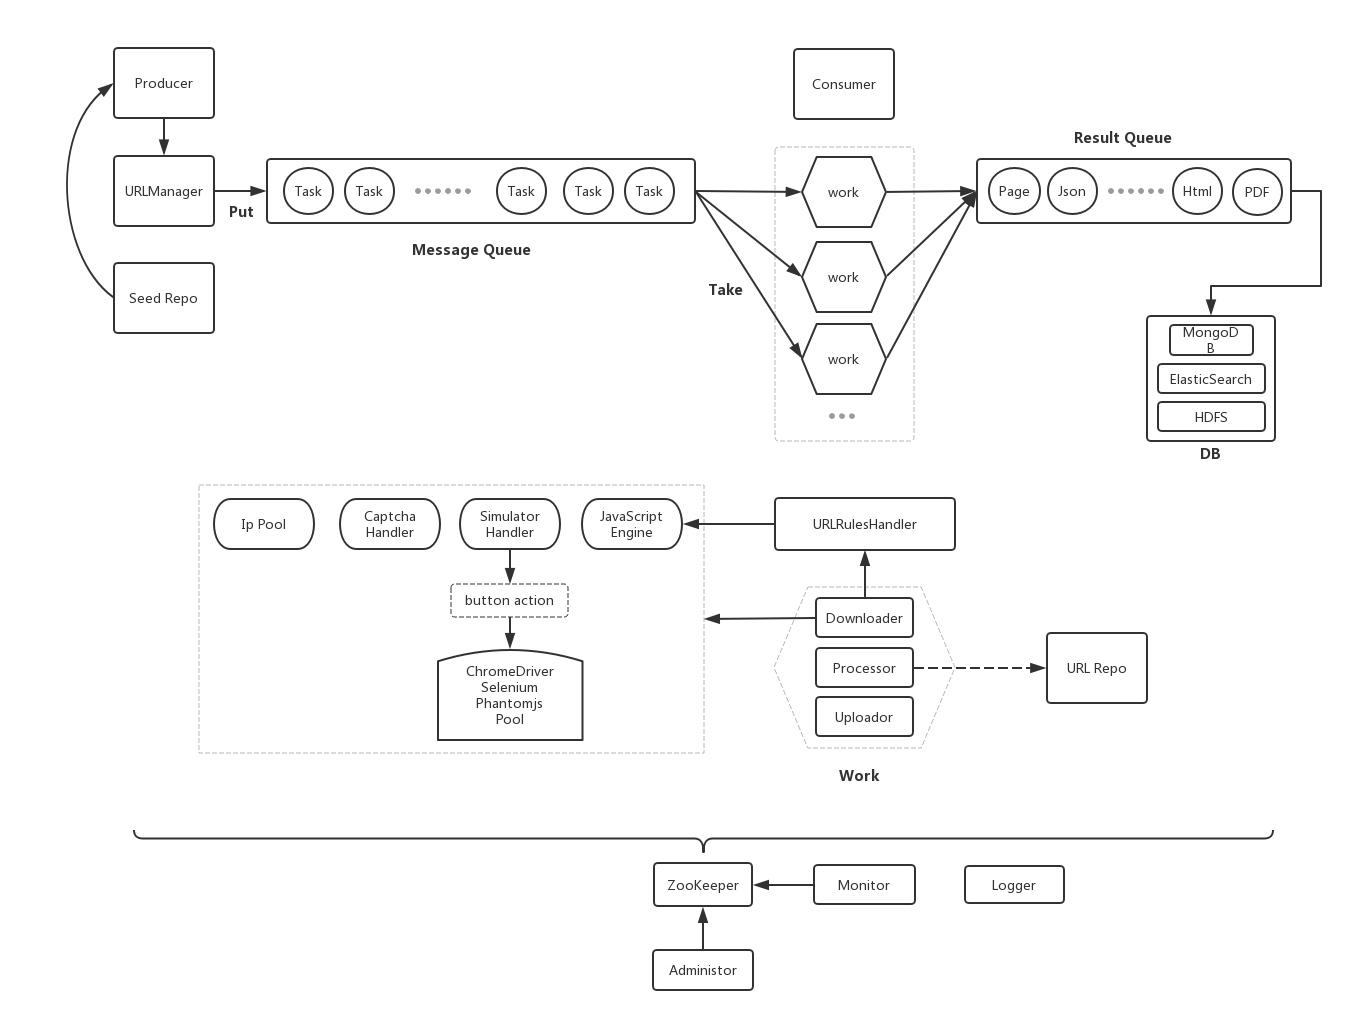 Producer
Consumer
Result Queue
URLManager
Put
Task
Task
Task
Task
Task
Message Queue
Take
work
work
work
Page
Json
Html
PDF
Seed Repo
MongoD
B
ElasticSearch
HDFS
DB
Ip Pool
Captcha
Handler
Simulator
Handler
JavaScript
Engine
URLRulesHandler
button action
ChromeDriver
Selenium
Phantomjs
Pool
Downloader
Processor
Uploador
URL Repo
Work
ZooKeeper
Monitor
Logger
Administor